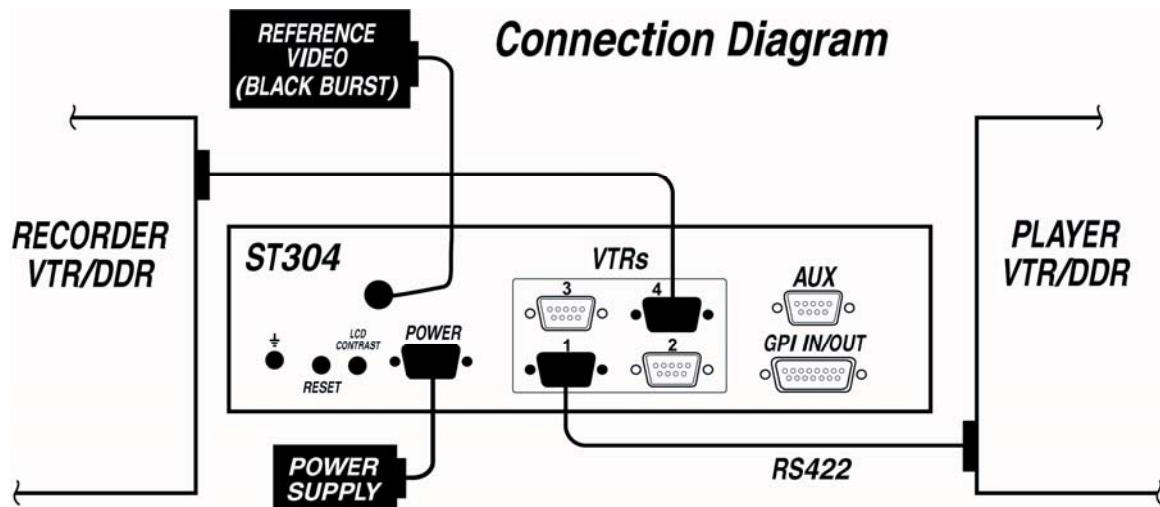 Connection Diagram
REFERENCE
VIDEO
(BLACK BURST)
RECORDER
VTR/DDR
ST304
VTRs
3
4
1
2
AUX
GPI IN/OUT
LCD
CONTRAST
RESET
POWER
PLAYER
VTR/DDR
POWER
SUPPLY
RS422